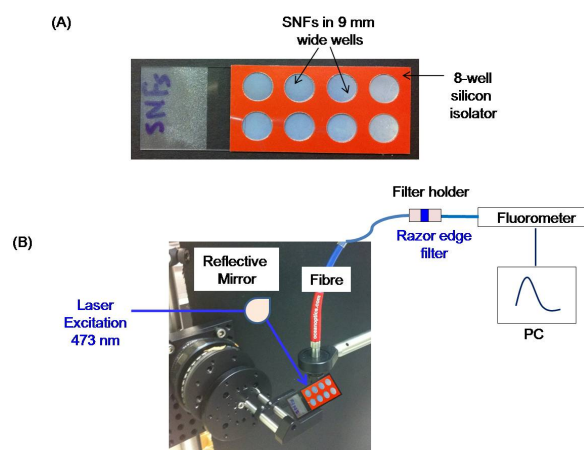 (A)
SNFs in 9 mm
wide wells
8-well
silicon
isolator
SNFs
(B)
Filter holder
Razor edge
filter
Fluorometer
PC
Reflective
Mirror
Fibre
Laser
Excitation
473 nm